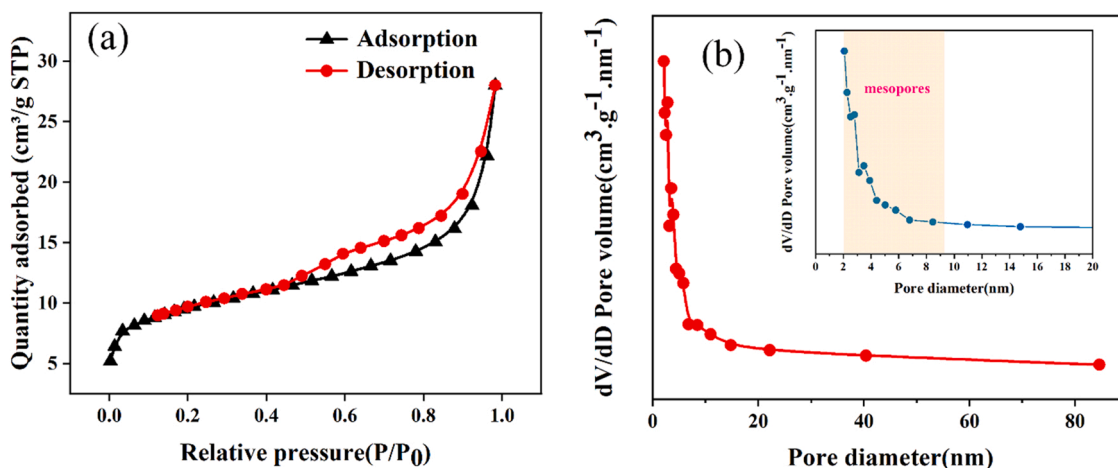 (a)
Adsorption
Desorption
Quantity adsorbed (cm³/g STP)
30
25
20
15
10
5
0.0 0.2 0.4 0.6 0.8 1.0
Relative pressure(P/P₀)
(b)
dV/dD Pore volume(cm³.g⁻¹.nm⁻¹)
0 20 40 60 80
Pore diameter(nm)
mesopores
dV/dD Pore volume(cm³.g⁻¹.nm⁻¹)
0 2 4 6 8 10 12 14 16 18 20
Pore diameter(nm)